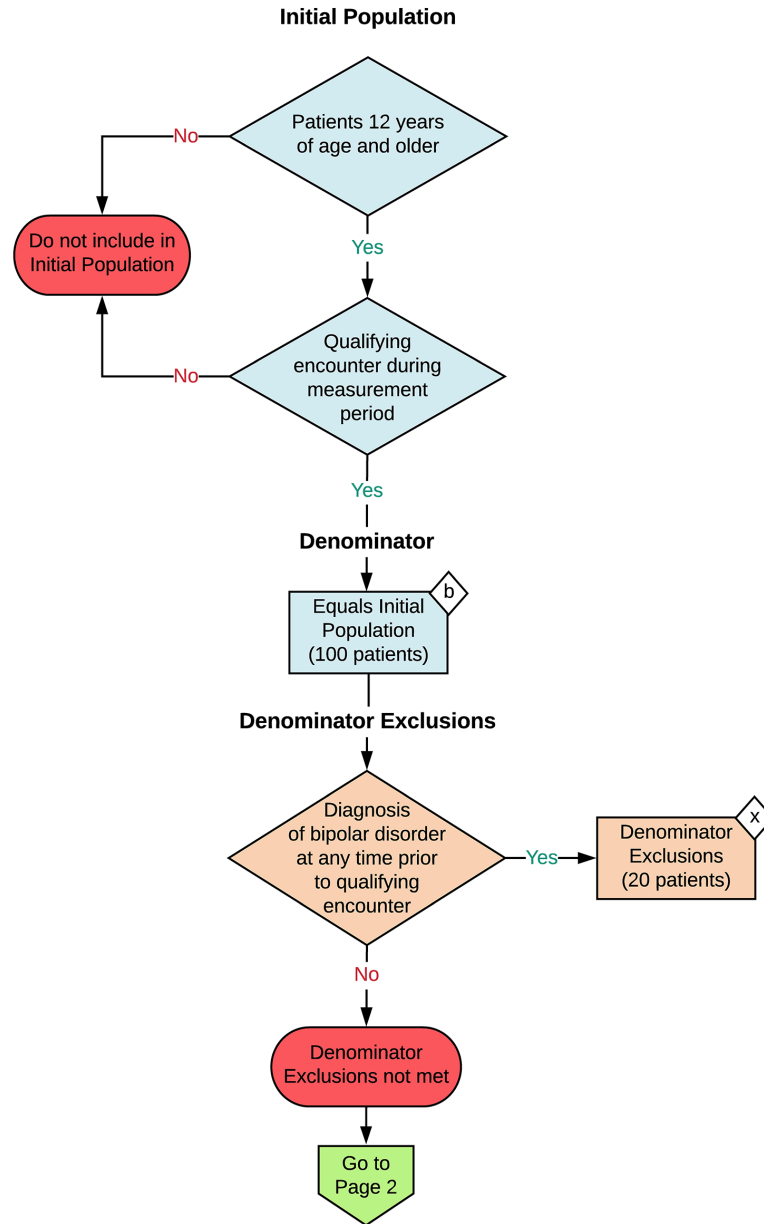 Initial Population
Patients 12 years
of age and older
No
Do not include in
Initial Population
Yes
Qualifying
encounter during
measurement
period
No
Yes
Denominator
b
Equals Initial
Population
(100 patients)
Denominator Exclusions
Diagnosis
of bipolar disorder
at any time prior
to qualifying
encounter
Yes
x
Denominator
Exclusions
(20 patients)
No
Denominator
Exclusions not met
Go to
Page 2